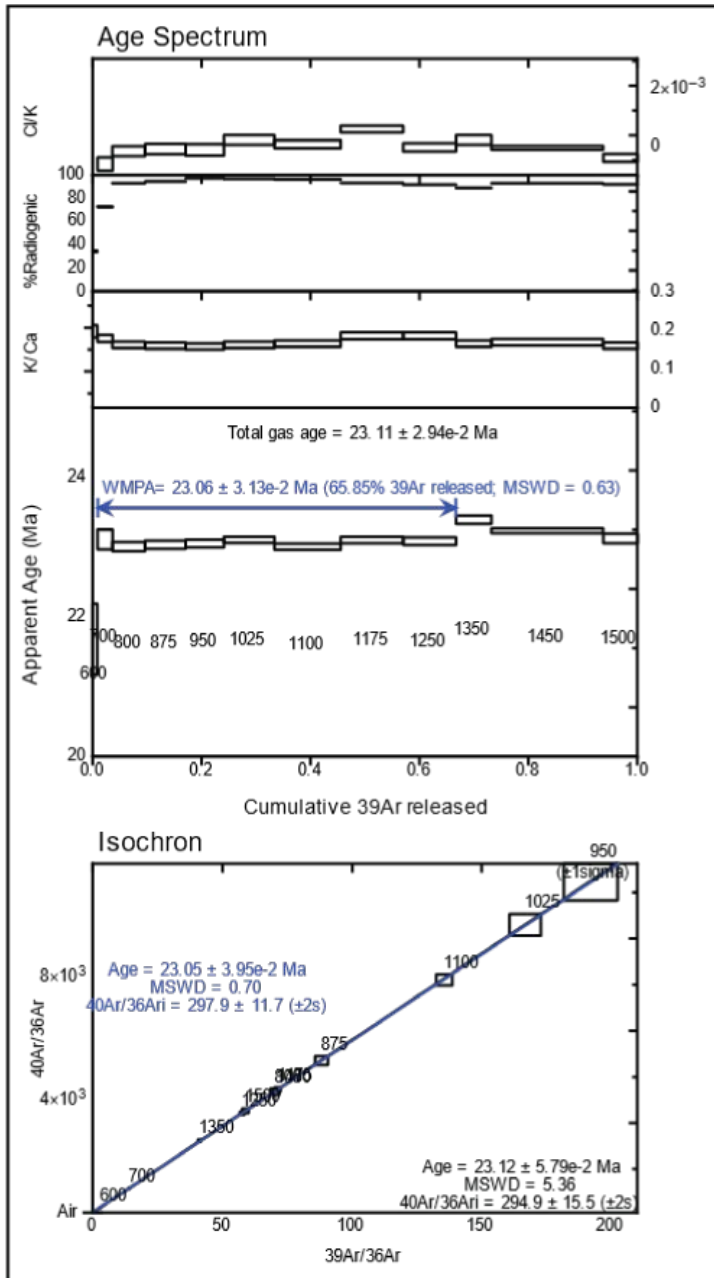 Age Spectrum
Cl/K
2×10⁻³
0
%Radiogenic
100
80
60
40
20
0
K/Ca
0.3
0.2
0.1
0
Total gas age = 23. 11 ± 2.94e-2 Ma
WMPA= 23.06 ± 3.13e-2 Ma (65.85% 39Ar released; MSWD = 0.63)
Apparent Age (Ma)
24
22
20
600
700
800
875
950
1025
1100
1175
1250
1350
1450
1500
0.0
0.2
0.4
0.6
0.8
1.0
Cumulative 39Ar released
Isochron
950
(±1sigma)
1025
1100
875
1500
1250
1350
700
600
Age = 23.05 ± 3.95e-2 Ma
MSWD = 0.70
40Ar/36Ari = 297.9 ± 11.7 (±2s)
40Ar/36Ar
8×10³
4×10³
Air
Age = 23.12 ± 5.79e-2 Ma
MSWD = 5.36
40Ar/36Ari = 294.9 ± 15.5 (±2s)
0
50
100
150
200
39Ar/36Ar